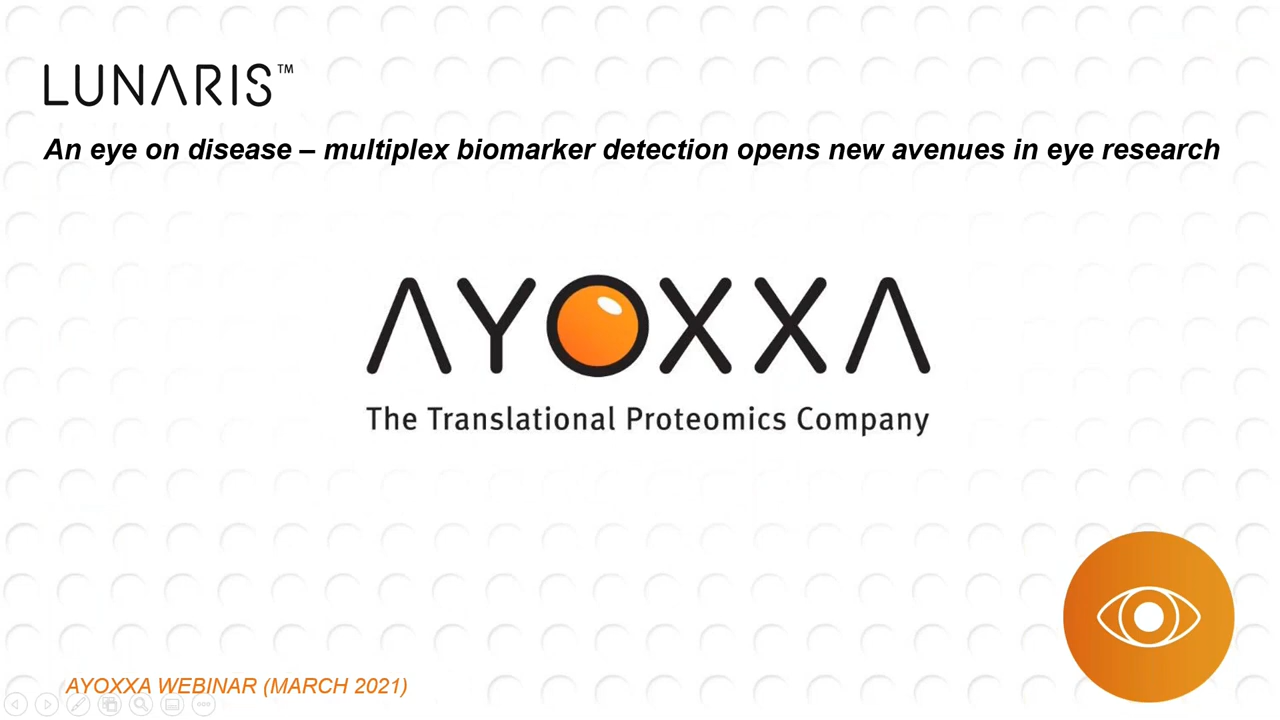 LUNARIS™
An eye on disease – multiplex biomarker detection opens new avenues in eye research
AYOXXA
The Translational Proteomics Company
AYOXXA WEBINAR (MARCH 2021)